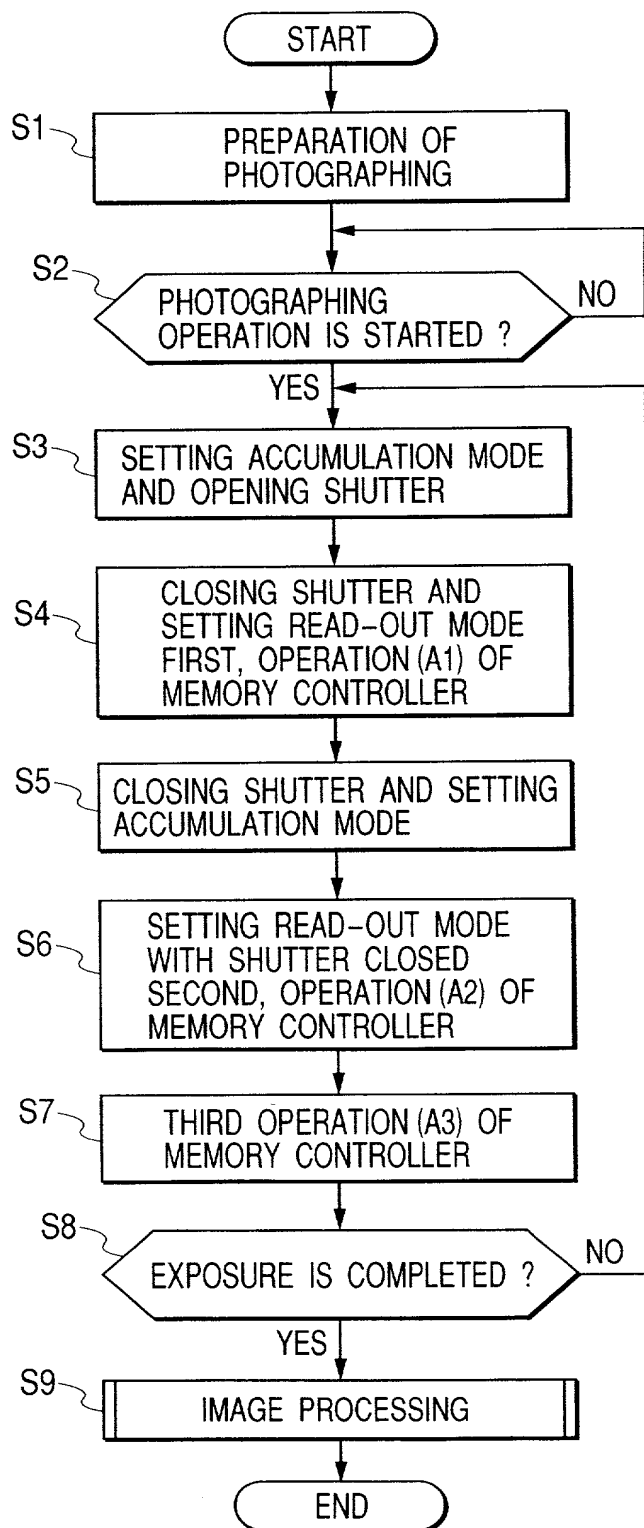 START
S1
PREPARATION OF
PHOTOGRAPHING
S2
PHOTOGRAPHING
OPERATION IS STARTED ?
NO
YES
S3
SETTING ACCUMULATION MODE
AND OPENING SHUTTER
S4
CLOSING SHUTTER AND
SETTING READ-OUT MODE
FIRST, OPERATION (A1) OF
MEMORY CONTROLLER
S5
CLOSING SHUTTER AND SETTING
ACCUMULATION MODE
S6
SETTING READ-OUT MODE
WITH SHUTTER CLOSED
SECOND, OPERATION (A2) OF
MEMORY CONTROLLER
S7
THIRD OPERATION (A3) OF
MEMORY CONTROLLER
S8
EXPOSURE IS COMPLETED ?
NO
YES
S9
IMAGE PROCESSING
END